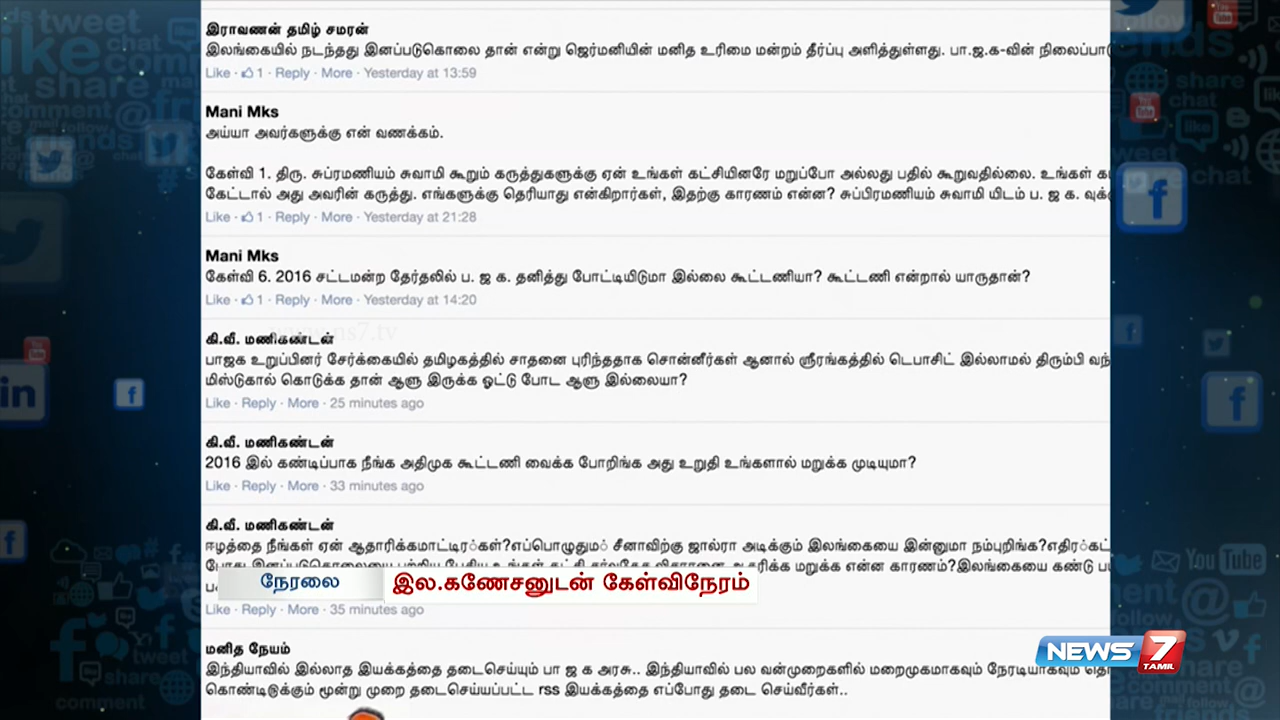 இராவணன் தமிழ் சமரன்
இலங்கையில் நடந்தது இனப்படுகொலை தான் என்று ஜெர்மனியின் மனித உரிமை மன்றம் தீர்ப்பு அளித்துள்ளது. பா.ஜ.க-வின்
Like · 1 · Reply · More · Yesterday at 13:59
Mani Mks
அய்யா அவர்களுக்கு என் வணக்கம்.
கேள்வி 1. திரு. சுப்ரமணியம் சுவாமி கூறும் கருத்துகளுக்கு ஏன் உங்கள் கட்சியினரே மறுப்போ அல்லது பதில் கூறுவதில்லை. உங்கள்
கேட்டால் அது அவரின் கருத்து. எங்களுக்கு தெரியாது என்கிறார்கள், இதற்கு காரணம் என்ன? சுப்பிரமணியம் சுவாமி யிடம் ப. ஜ க.
Like · 1 · Reply · More · Yesterday at 21:28
Mani Mks
கேள்வி 6. 2016 சட்டமன்ற தேர்தலில் ப. ஜ க. தனித்து போட்டியிடுமா இல்லை கூட்டணியா? கூட்டணி என்றால் யாருதான்?
Like · 1 · Reply · More · Yesterday at 14:20
www.ns7.tv
கி.வீ. மணிகண்டன்
பாஜக உறுப்பினர் சேர்க்கையில் தமிழகத்தில் சாதனை புரிந்ததாக சொன்னீர்கள் ஆனால் ஸ்ரீரங்கத்தில் டெபாசிட் இல்லாமல் திரும்பி
மிஸ்டுகால் கொடுக்க தான் ஆளு இருக்க ஓட்டு போட ஆளு இல்லையா?
Like · Reply · More · 25 minutes ago
கி.வீ. மணிகண்டன்
2016 இல் கண்டிப்பாக நீங்க அதிமுக கூட்டணி வைக்க போறிங்க அது உறுதி உங்களால் மறுக்க முடியுமா?
Like · Reply · More · 33 minutes ago
கி.வீ. மணிகண்டன்
ஈழத்தை நீங்கள் ஏன் ஆதாரிக்கமாட்டிர்கள்?எப்பொழுதும் சீனாவிற்கு ஜால்ரா அடிக்கும் இலங்கையை இன்னுமா நம்புறிங்க?
மறுக்க என்ன காரணம்?இலங்கையை கண்டு
நேரலை
இல.கணேசனுடன் கேள்விநேரம்
Like · Reply · More · 35 minutes ago
மனித நேயம்
இந்தியாவில் இல்லாத இயக்கத்தை தடைசெய்யும் பா ஜ க அரசு.. இந்தியாவில் பல வன்முறைகளில் மறைமுகமாகவும் நேரடியாகவும்
கொண்டிடுக்கும் மூன்று முறை தடைசெய்யப்பட்ட rss இயக்கத்தை எப்போது தடை செய்வீர்கள்..
NEWS 7
TAMIL